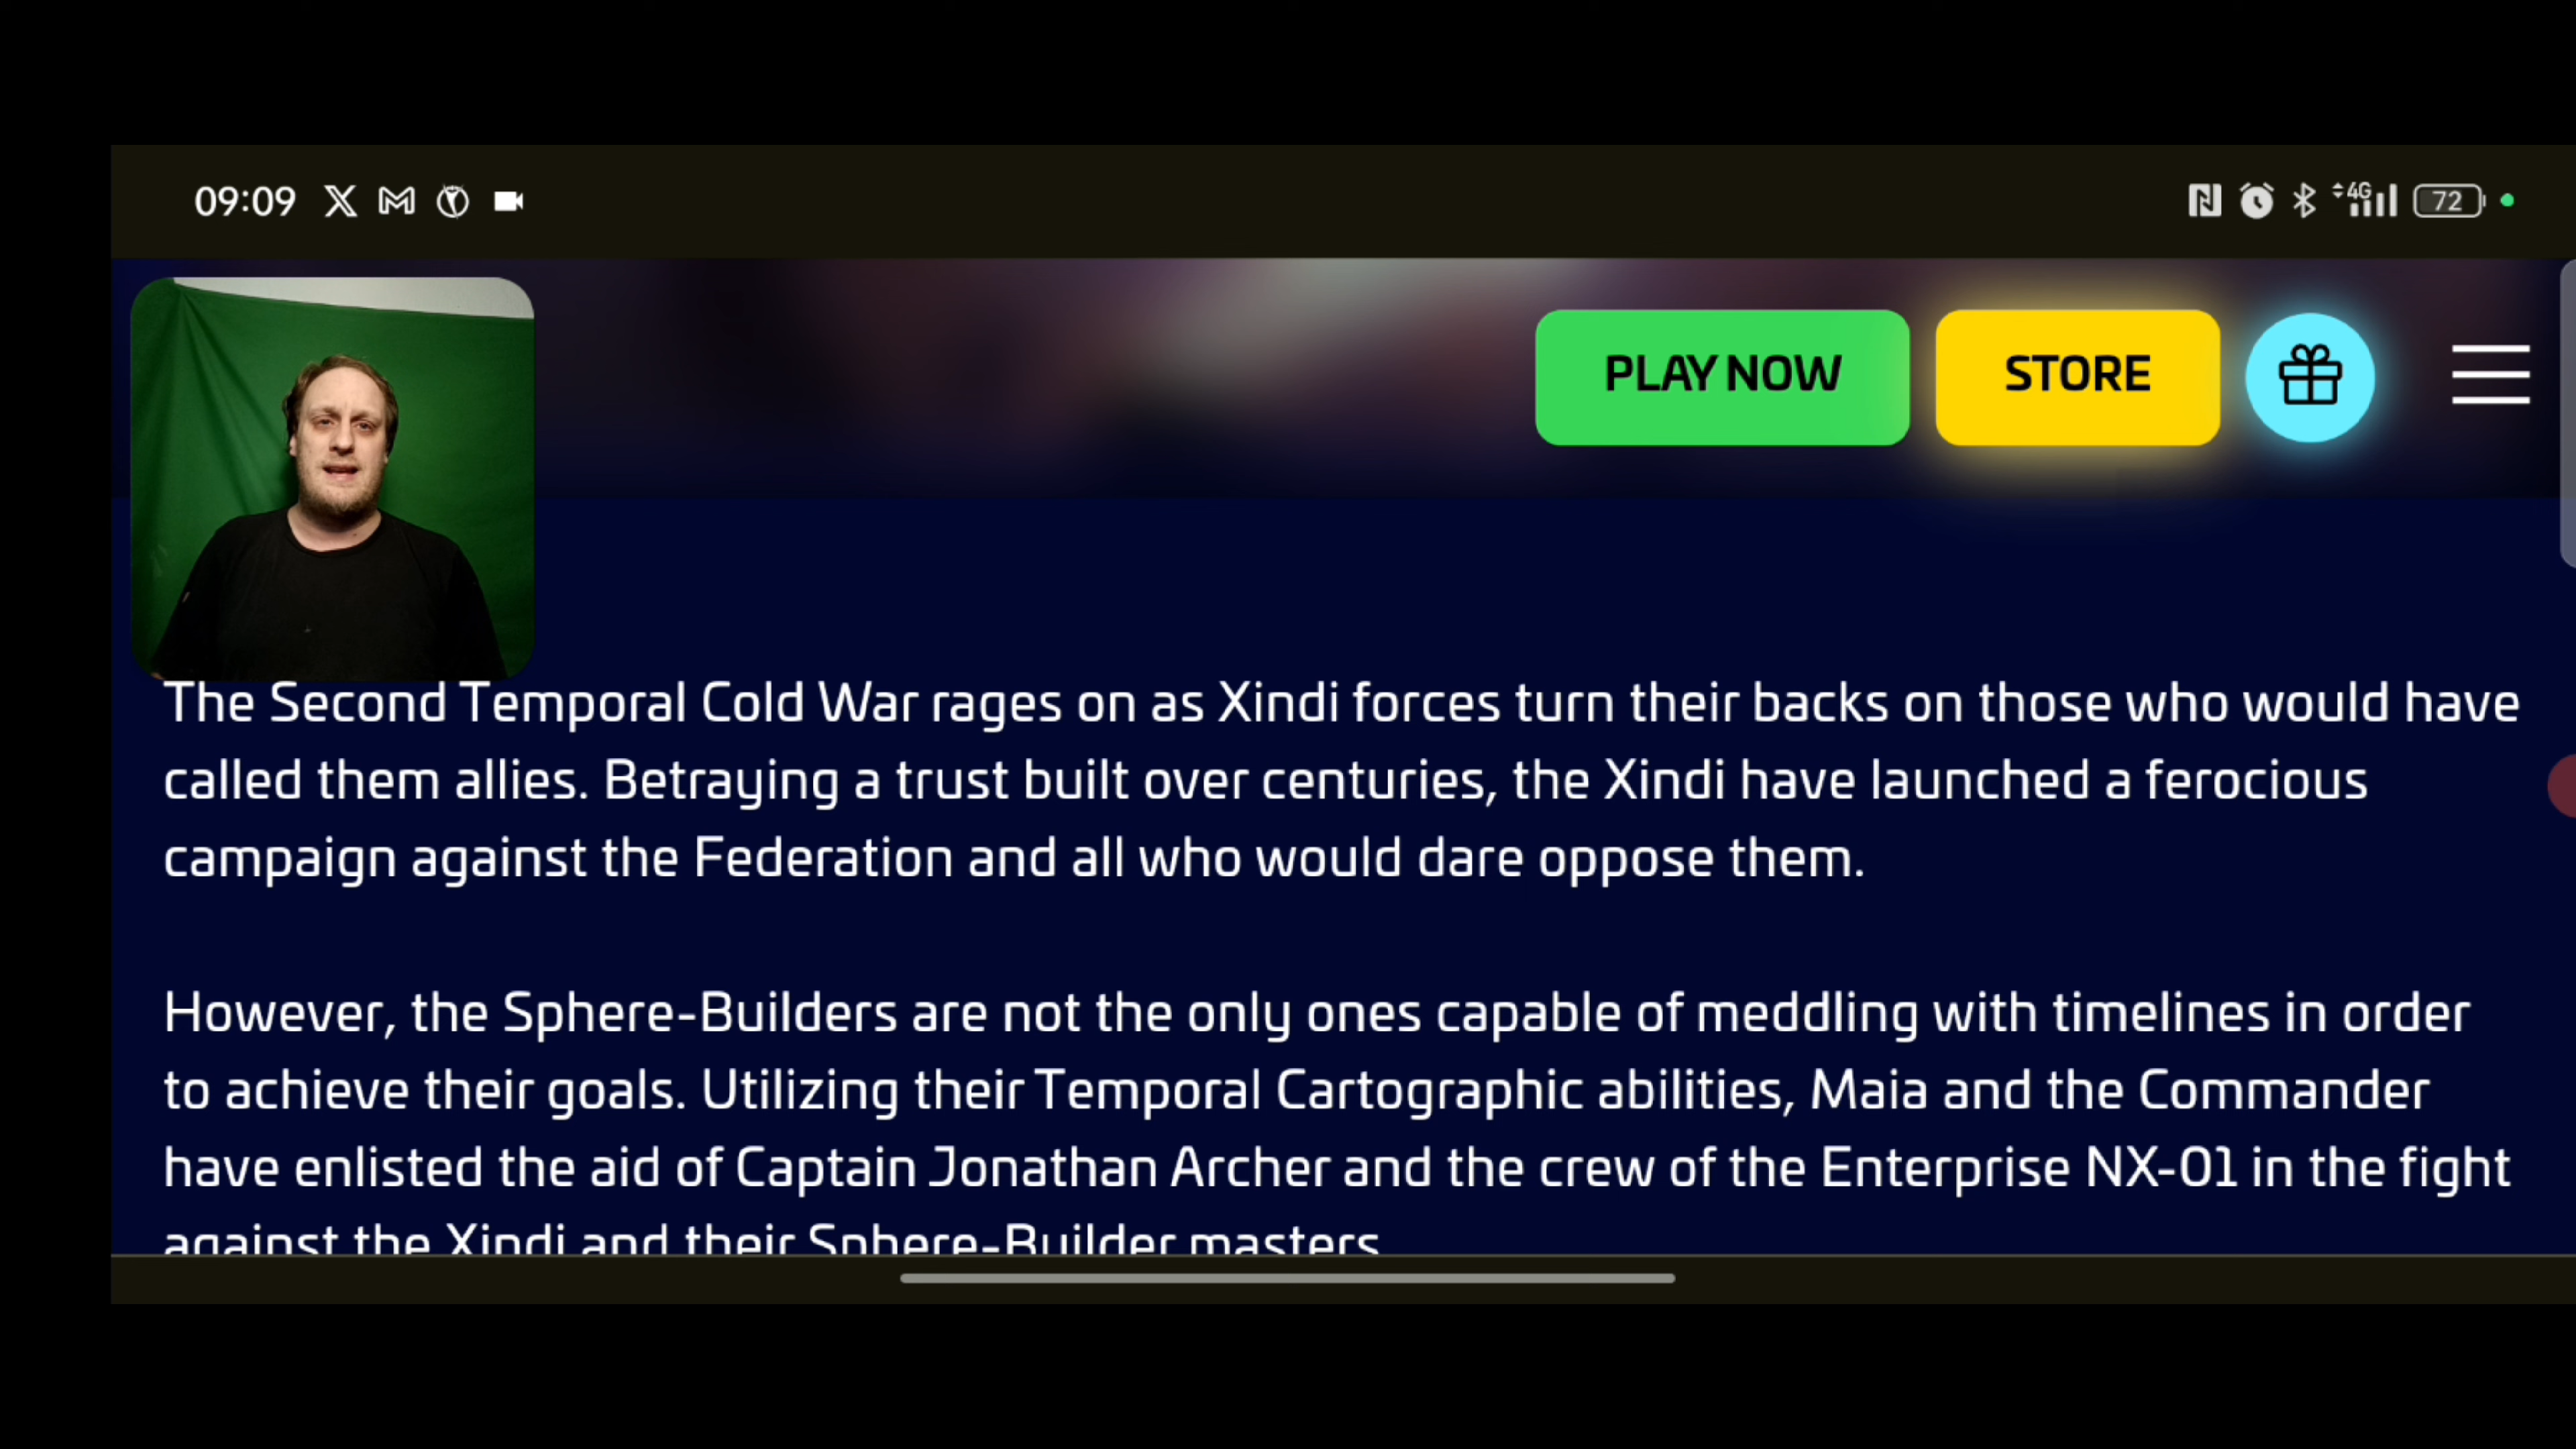 09:09
4G
72
PLAY NOW
STORE
The Second Temporal Cold War rages on as Xindi forces turn their backs on those who would have
called them allies. Betraying a trust built over centuries, the Xindi have launched a ferocious
campaign against the Federation and all who would dare oppose them.
However, the Sphere-Builders are not the only ones capable of meddling with timelines in order
to achieve their goals. Utilizing their Temporal Cartographic abilities, Maia and the Commander
have enlisted the aid of Captain Jonathan Archer and the crew of the Enterprise NX-01 in the fight
against the Xindi and their Sphere-Builder masters